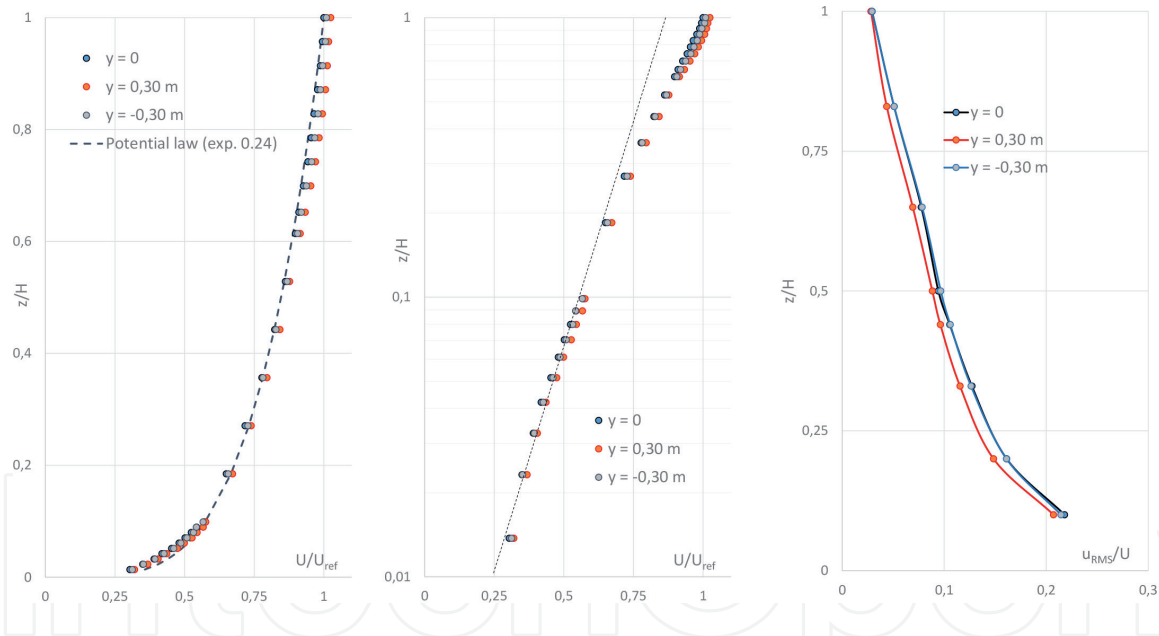 1
0,8
0,6
0,4
0,2
0
z/H
y = 0
y = 0,30 m
y = -0,30 m
Potential law (exp. 0.24)
U/Uref
0
0,25
0,5
0,75
1
1
0,1
0,01
z/H
y = 0
y = 0,30 m
y = -0,30 m
U/Uref
0
0,25
0,5
0,75
1
1
0,75
0,5
0,25
0
z/H
y = 0
y = 0,30 m
y = -0,30 m
uRMS/U
0
0,1
0,2
0,3